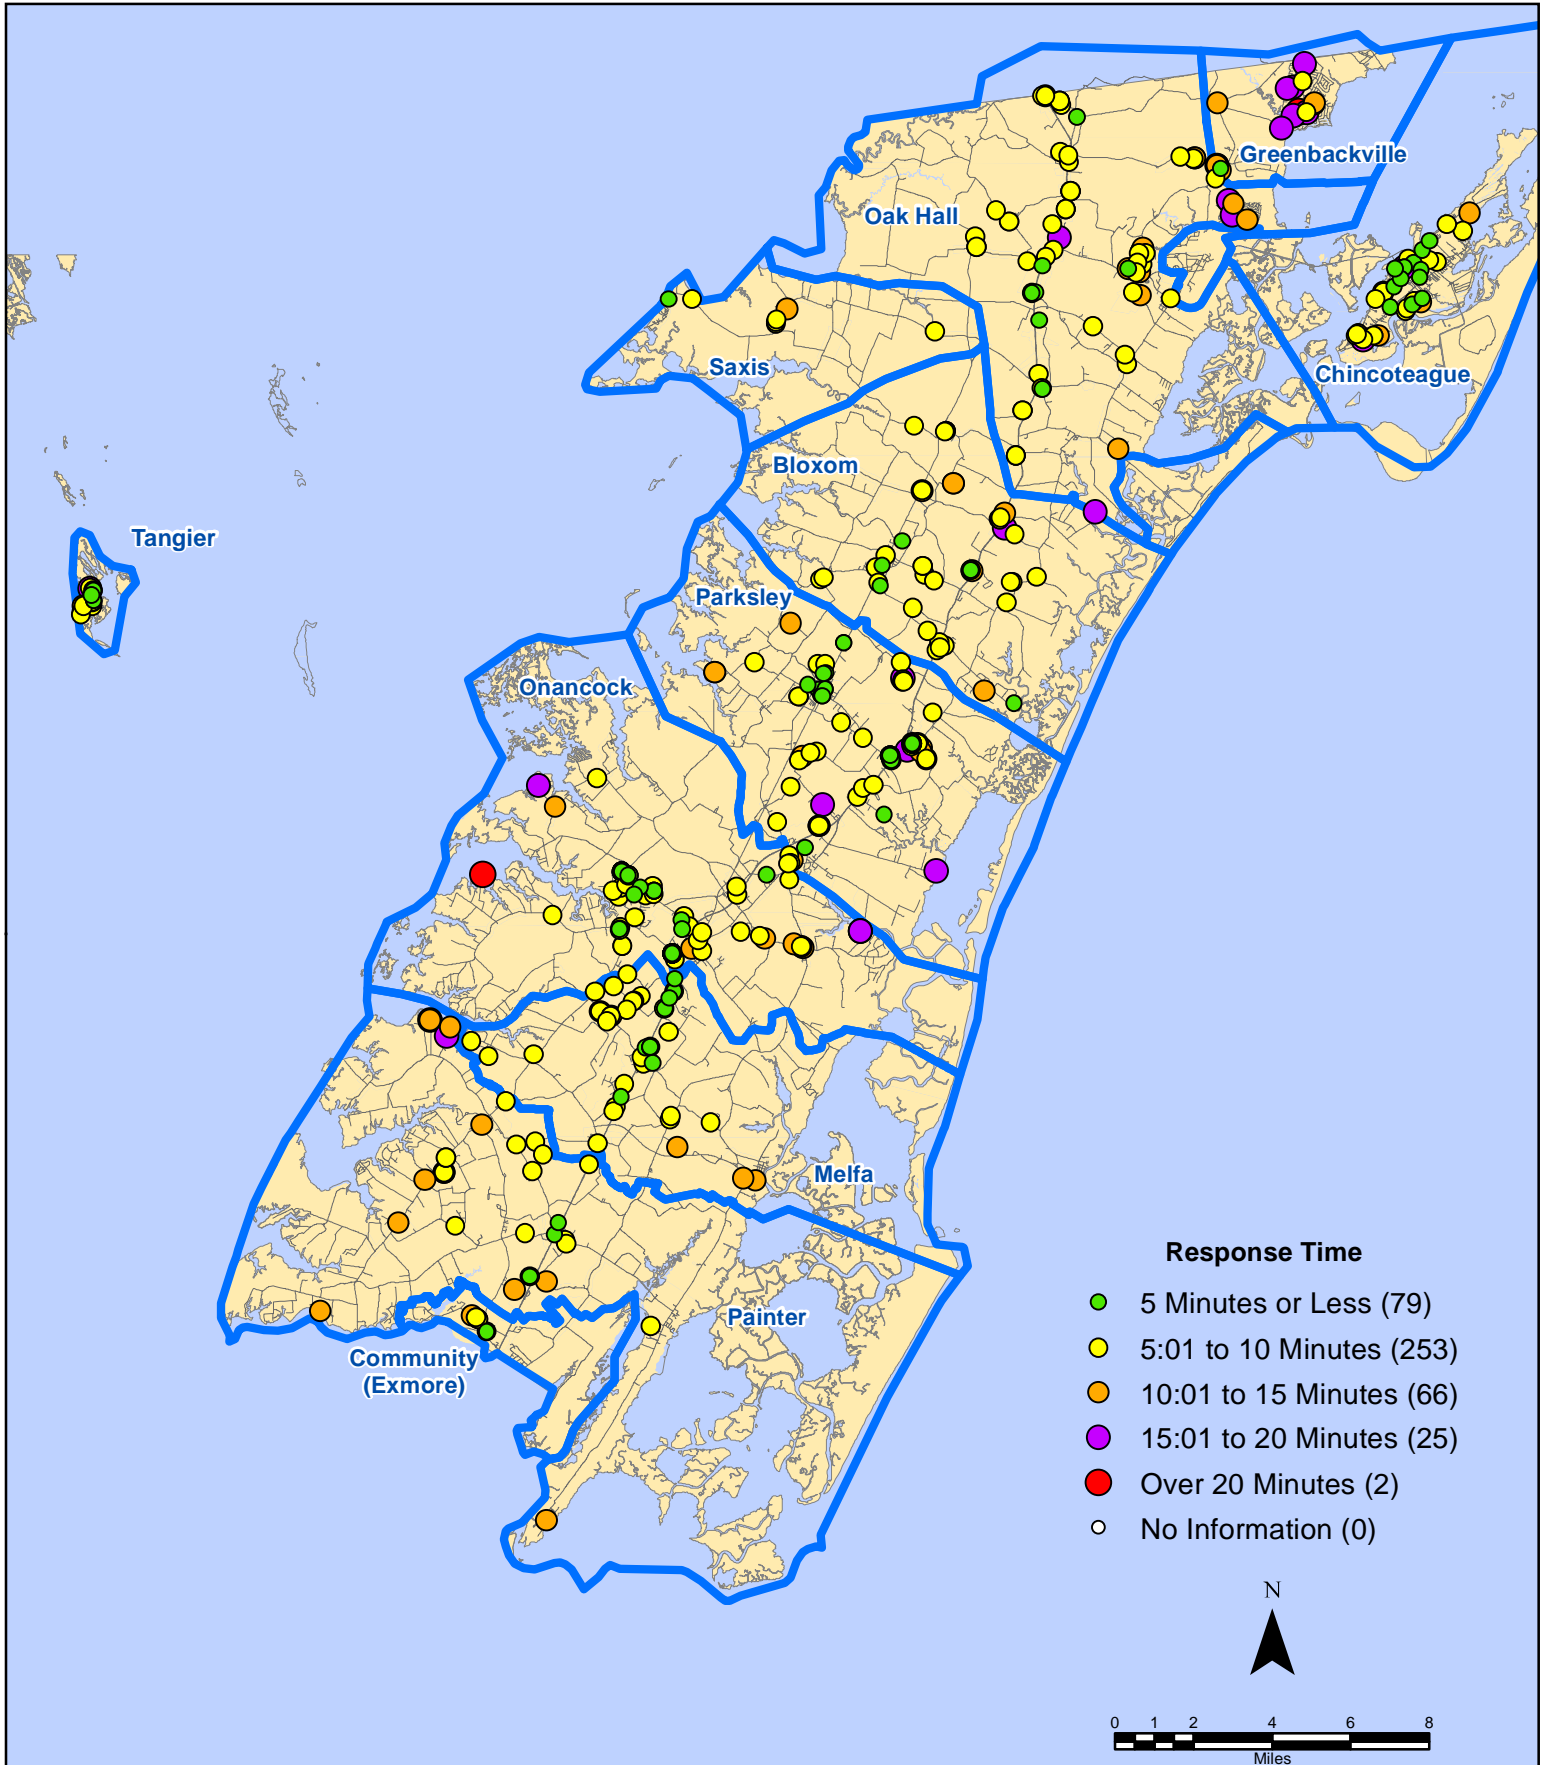 Greenbackville
Oak Hall
Saxis
Chincoteague
Bloxom
Tangier
Parksley
Onancock
Melfa
Painter
Community
(Exmore)
Response Time
5 Minutes or Less (79)
5:01 to 10 Minutes (253)
10:01 to 15 Minutes (66)
15:01 to 20 Minutes (25)
Over 20 Minutes (2)
No Information (0)
N
0 1 2 4 6 8
Miles